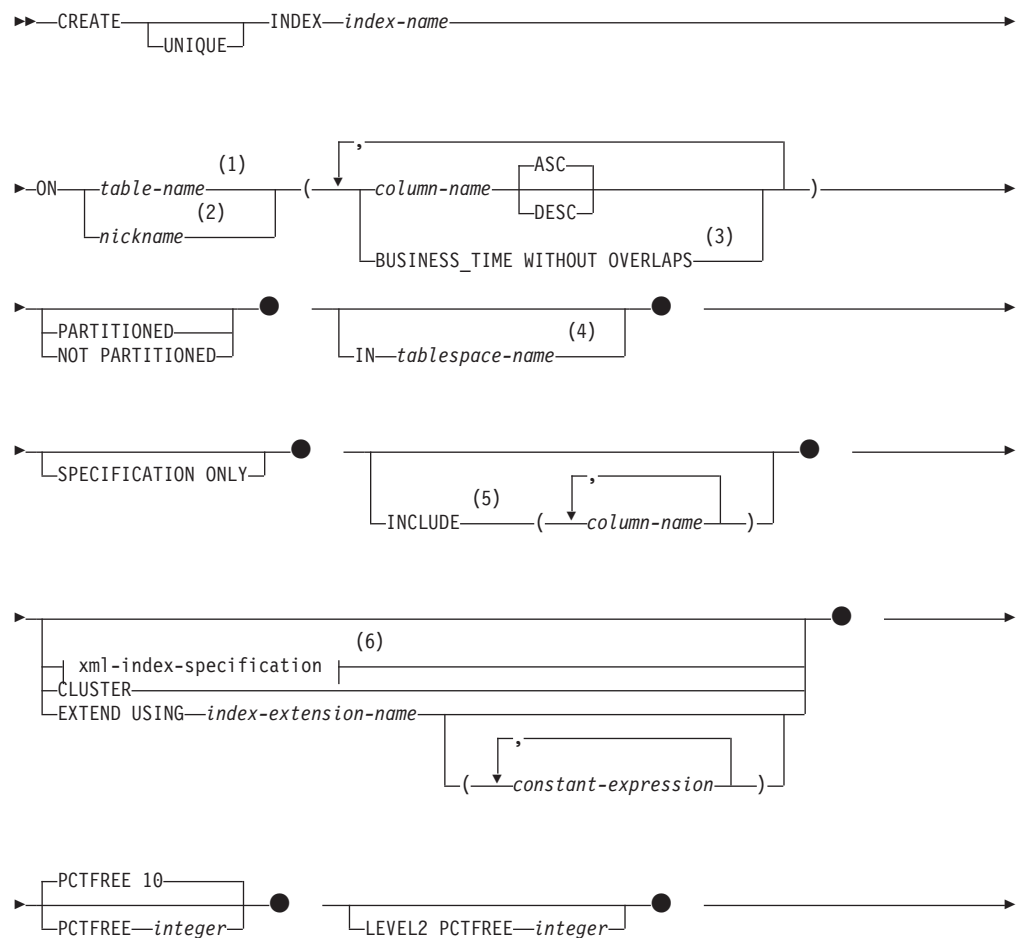 CREATE UNIQUE INDEX index-name
,
(1) ASC
ON table-name ( column-name )
(2) DESC
nickname (3)
BUSINESS_TIME WITHOUT OVERLAPS
PARTITIONED (4)
NOT PARTITIONED IN tablespace-name
SPECIFICATION ONLY ,
(5)
INCLUDE ( column-name )
(6)
xml-index-specification
CLUSTER
EXTEND USING index-extension-name
,
( constant-expression )
PCTFREE 10
PCTFREE integer LEVEL2 PCTFREE integer